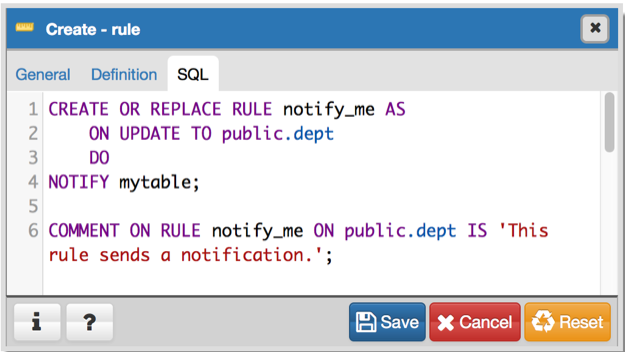 Create - rule
General Definition SQL
1 CREATE OR REPLACE RULE notify_me AS
2 ON UPDATE TO public.dept
3 DO
4 NOTIFY mytable;
5
6 COMMENT ON RULE notify_me ON public.dept IS 'This
rule sends a notification.';
i ? Save Cancel Reset